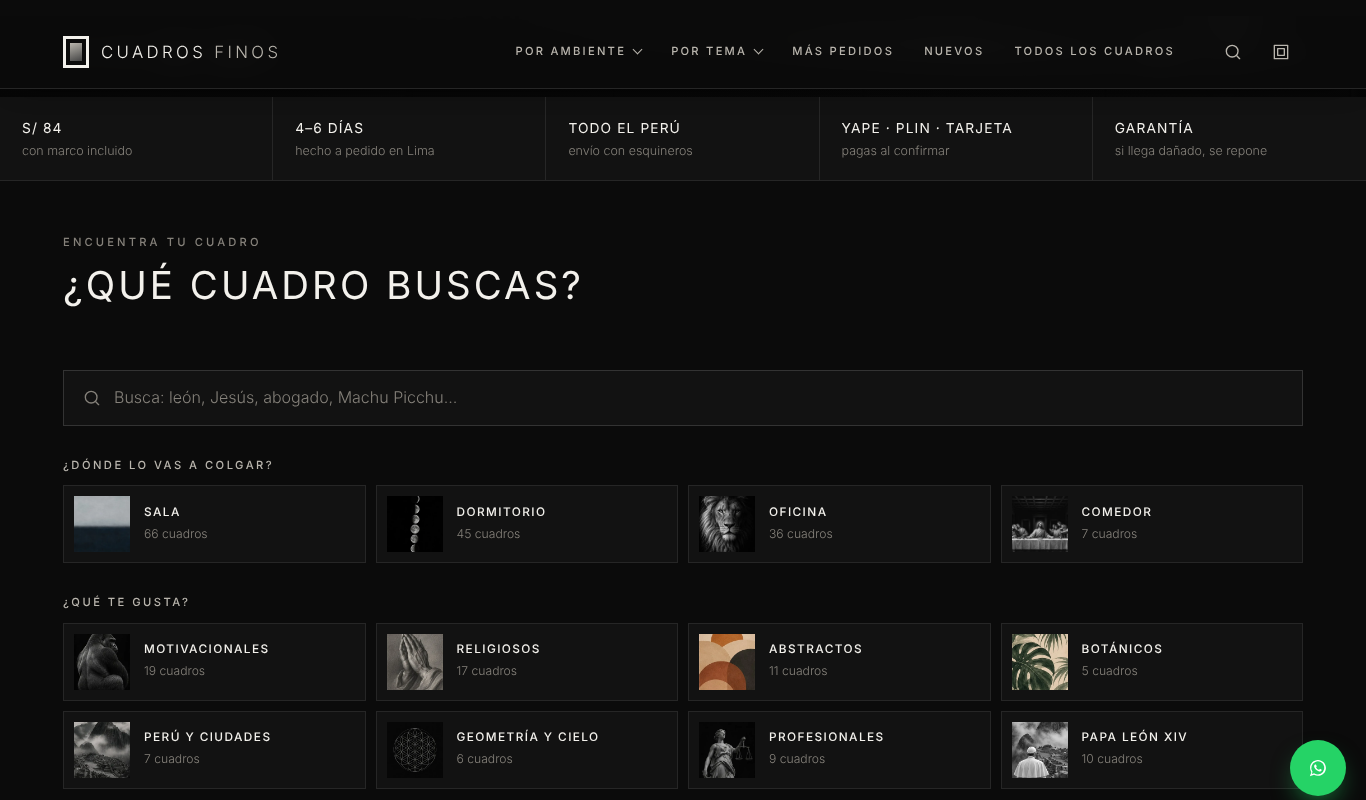 CUADROS FINOS
POR AMBIENTE POR TEMA MÁS PEDIDOS NUEVOS TODOS LOS CUADROS
S/ 84
con marco incluido
4–6 DÍAS
hecho a pedido en Lima
TODO EL PERÚ
envío con esquineros
YAPE · PLIN · TARJETA
pagas al confirmar
GARANTÍA
si llega dañado, se repone
ENCUENTRA TU CUADRO
¿QUÉ CUADRO BUSCAS?
Busca: león, Jesús, abogado, Machu Picchu...
¿DÓNDE LO VAS A COLGAR?
SALA
66 cuadros
DORMITORIO
45 cuadros
OFICINA
36 cuadros
COMEDOR
7 cuadros
¿QUÉ TE GUSTA?
MOTIVACIONALES
19 cuadros
RELIGIOSOS
17 cuadros
ABSTRACTOS
11 cuadros
BOTÁNICOS
5 cuadros
PERÚ Y CIUDADES
7 cuadros
GEOMETRÍA Y CIELO
6 cuadros
PROFESIONALES
9 cuadros
PAPA LEÓN XIV
10 cuadros